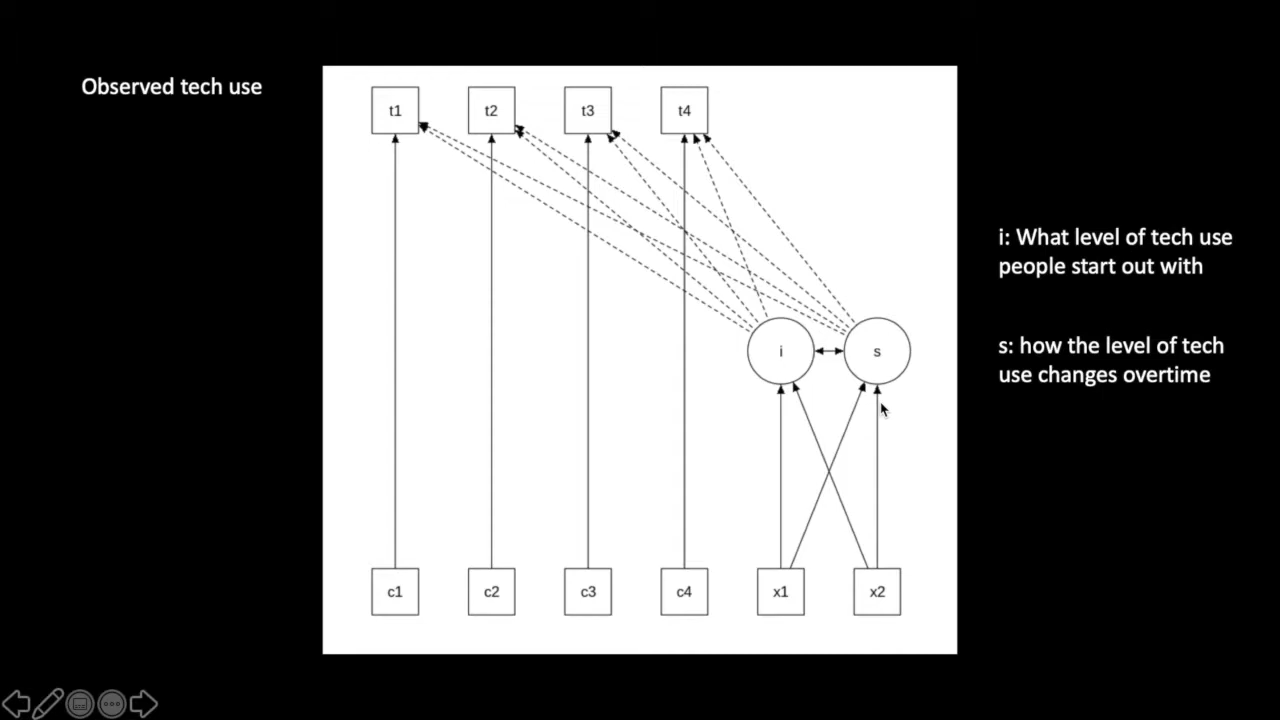 Observed tech use
t1 t2 t3 t4
i: What level of tech use
people start out with
i s
s: how the level of tech
use changes overtime
c1 c2 c3 c4 x1 x2